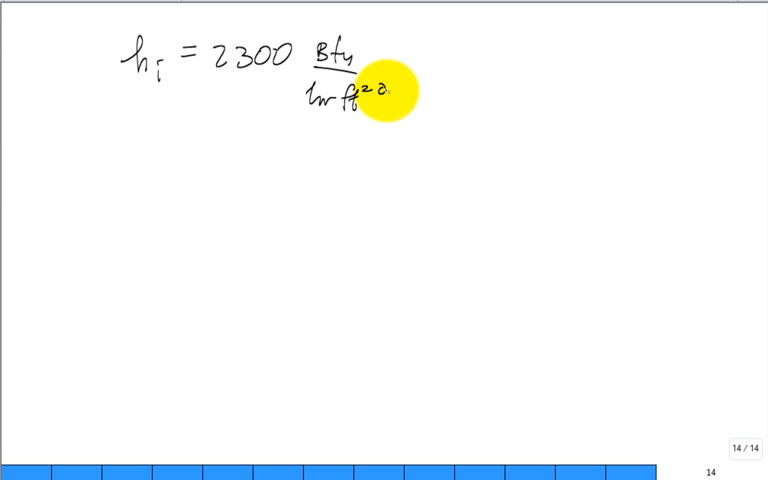 hᵢ = 2300 Btu
hr ft² °
14 / 14
14